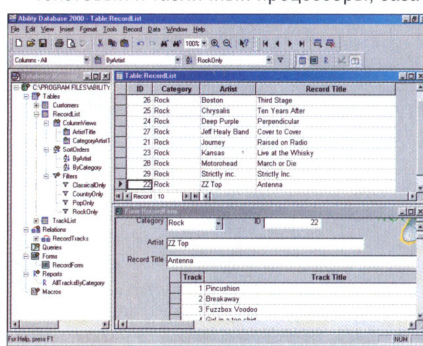 Ability Database 2000 - Table:RecordList
File Edit View Insert Format Tools Record Data Window Help
100%
Columns - All
ByArtist
RockOnly
C:\PROGRAM FILES\ABILITY
Tables
Customers
RecordList
ColumnViews
ArtistTitle
CategoryArtistT
SortOrders
ByArtist
ByCategory
Filters
ClassicalOnly
CountryOnly
PopOnly
RockOnly
TrackList
Relations
RecordTracks
Queries
Forms
RecordForm
Reports
AllTracksByCategory
Macros
Table:RecordList
ID Category Artist Record Title
26 Rock Boston Third Stage
25 Rock Chrysalis Ten Years After
24 Rock Deep Purple Perpendicular
27 Rock Jeff Healy Band Cover to Cover
21 Rock Journey Raised on Radio
23 Rock Kansas Live at the Whisky
28 Rock Motorhead March or Die
29 Rock Strictly inc. Strictly Inc.
22 Rock ZZ Top Antenna
Record 10
Form:RecordForm
Category Rock ID 22
Artist ZZ Top
Record Title Antenna
Track Track Title
1 Pincushion
2 Breakaway
3 Fuzzbox Voodoo
4 Girl in a top shirt
For Help, press F1
NUM